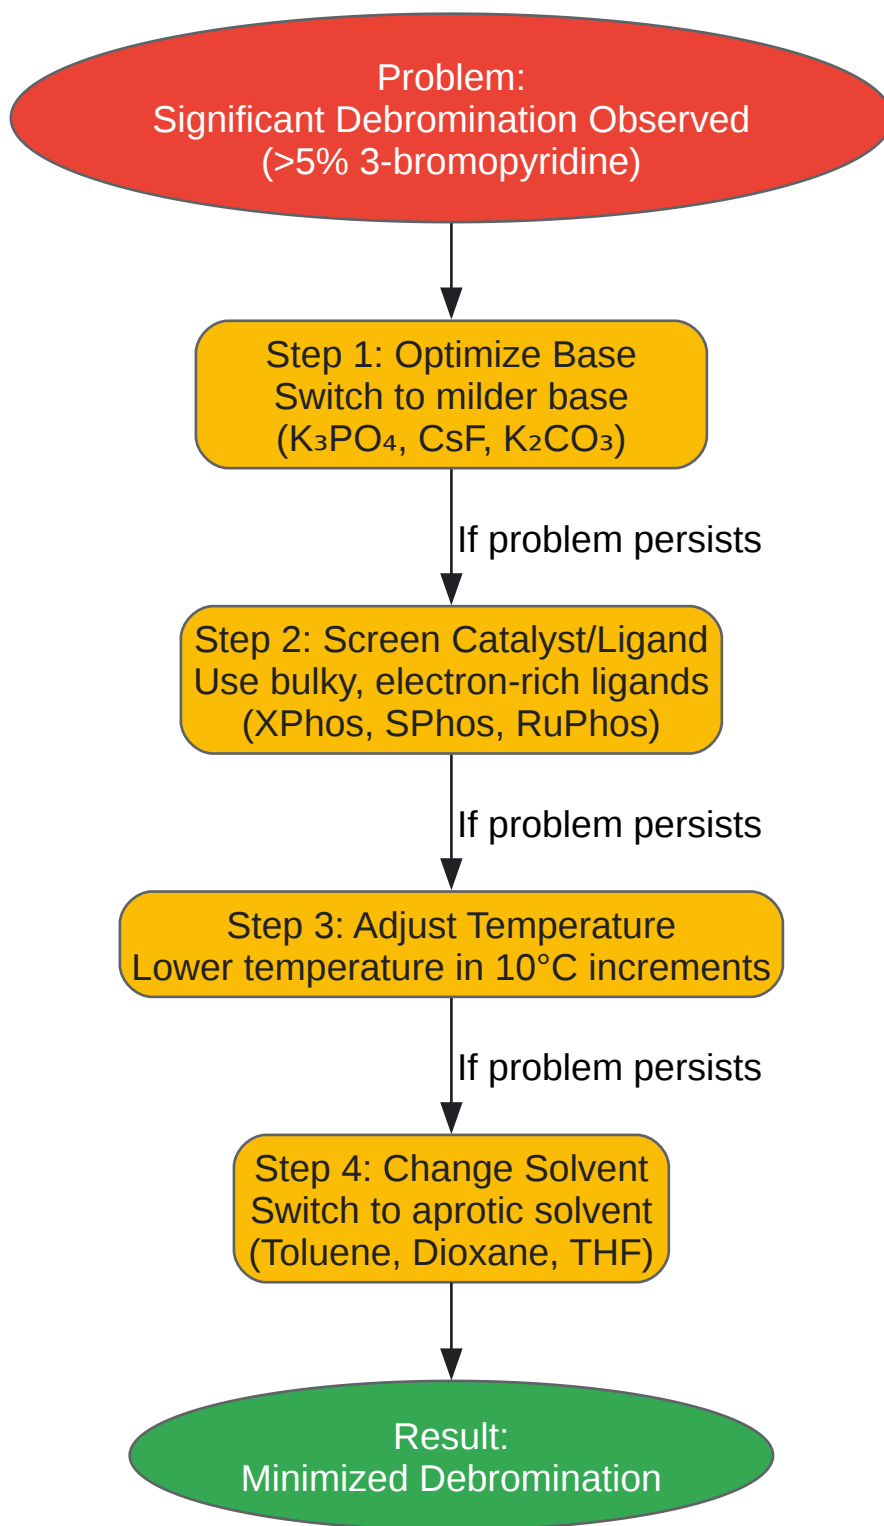 Problem:
Significant Debromination Observed
(>5% 3-bromopyridine)
Step 1: Optimize Base
Switch to milder base
(K₃PO₄, CsF, K₂CO₃)
If problem persists
Step 2: Screen Catalyst/Ligand
Use bulky, electron-rich ligands
(XPhos, SPhos, RuPhos)
If problem persists
Step 3: Adjust Temperature
Lower temperature in 10°C increments
If problem persists
Step 4: Change Solvent
Switch to aprotic solvent
(Toluene, Dioxane, THF)
Result:
Minimized Debromination